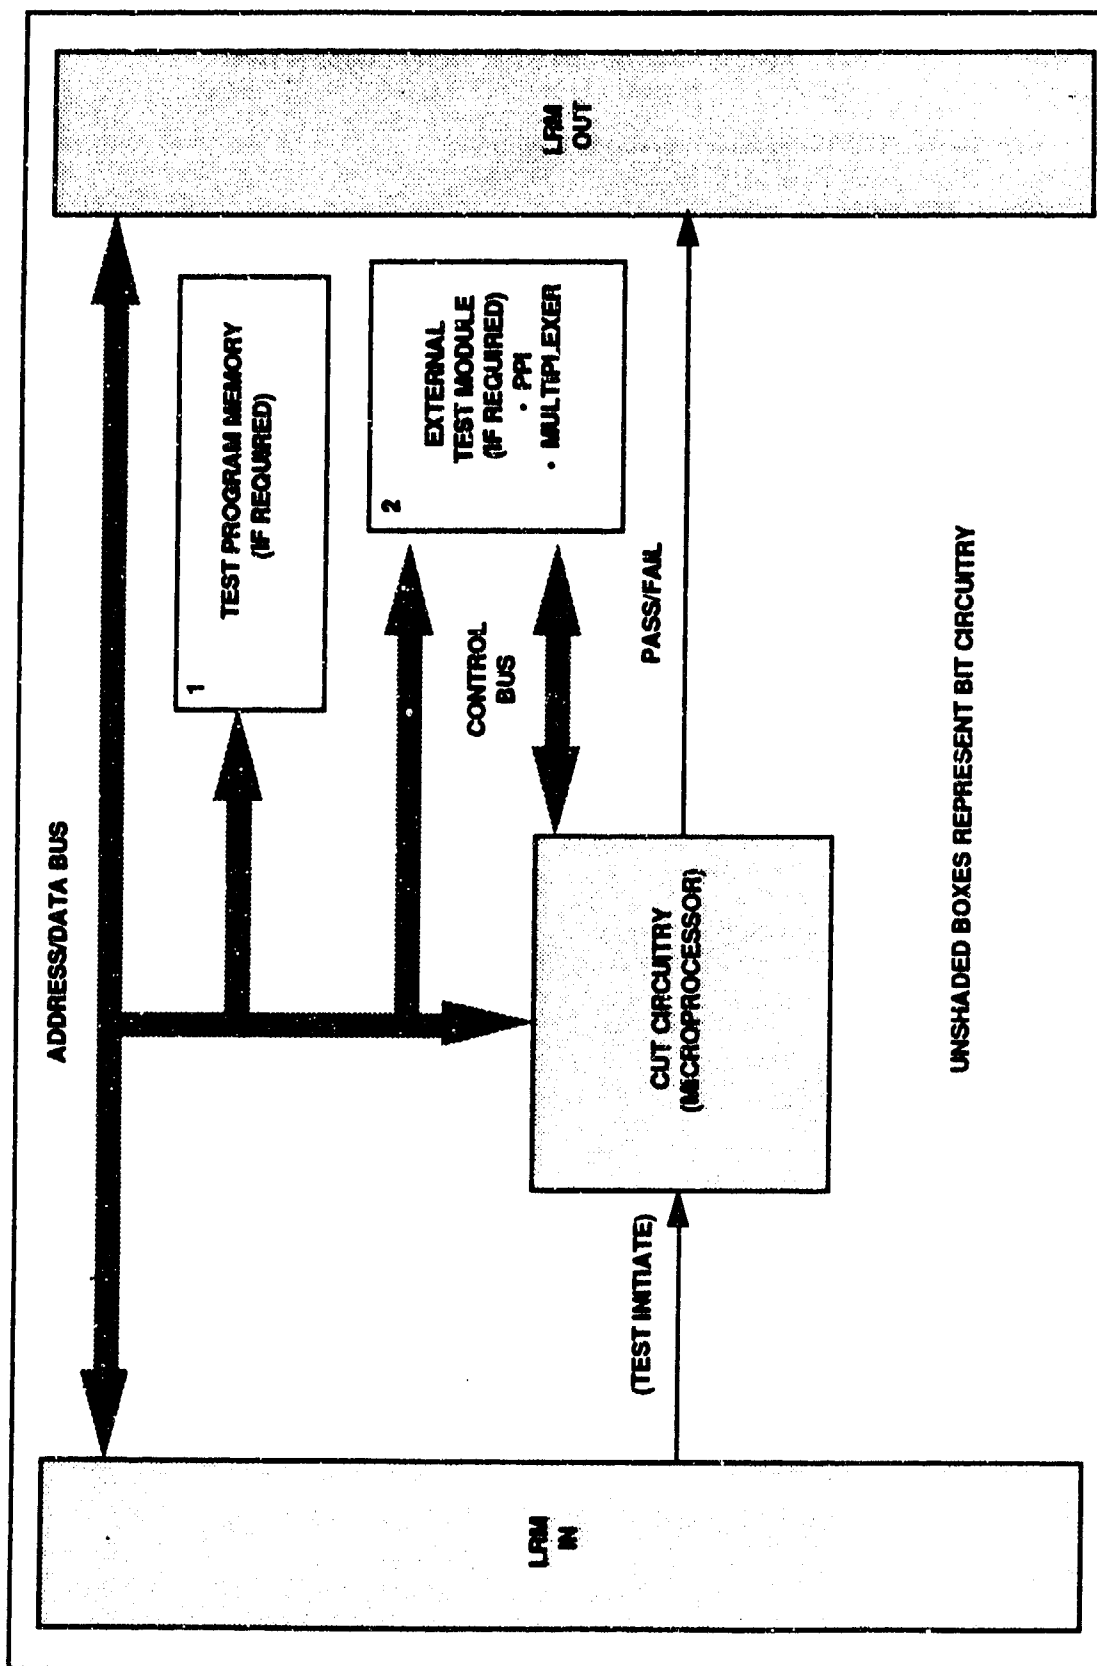 ADDRESS/DATA BUS
LRM
IN
(TEST INITIATE)
CUT CIRCUITRY
(MICROPROCESSOR)
1
TEST PROGRAM MEMORY
(IF REQUIRED)
2
EXTERNAL
TEST MODULE
(IF REQUIRED)
• PPI
• MULTIPLEXER
CONTROL
BUS
PASS/FAIL
LRM
OUT
UNSHADED BOXES REPRESENT BIT CIRCUITRY